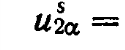 u^s_{2α} =